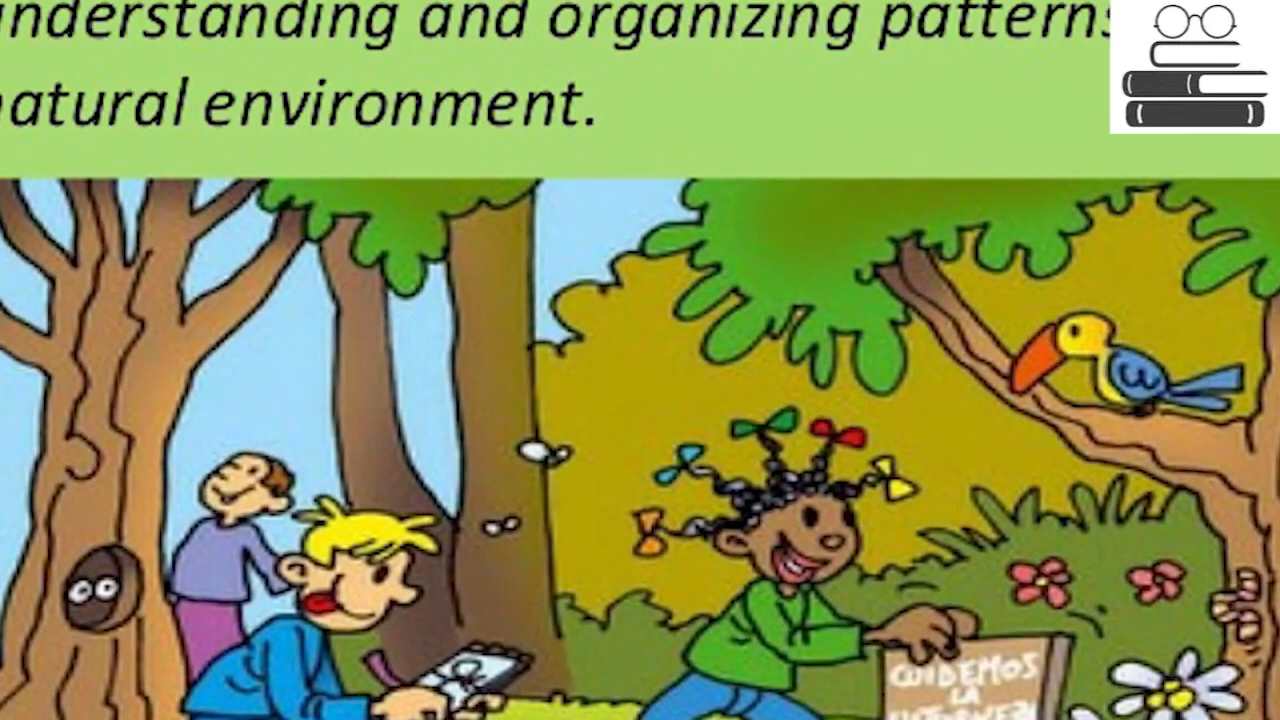 understanding and organizing patterns
natural environment.
CUIDEMOS
LA